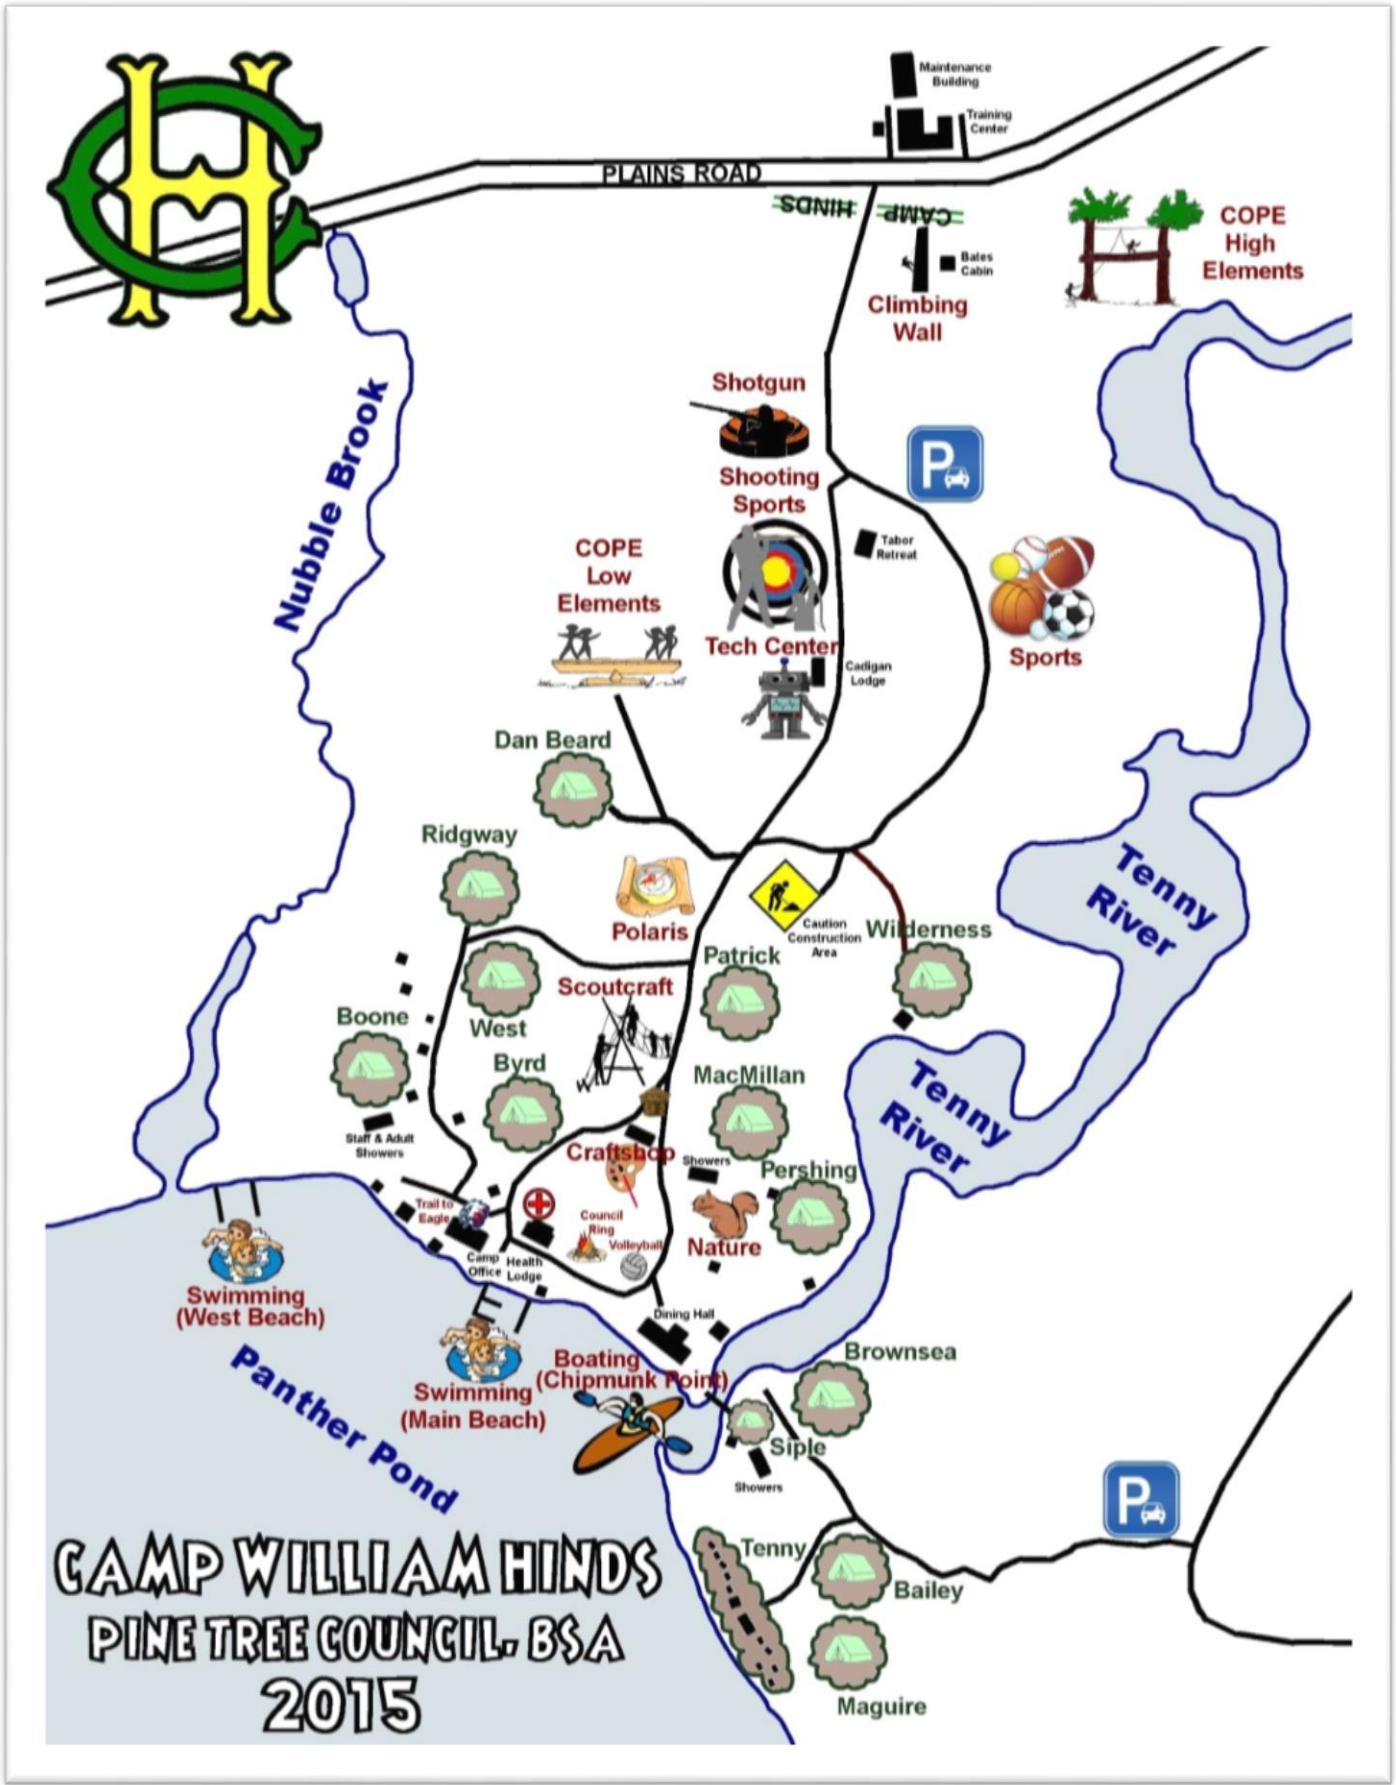 Maintenance
Building
Training
Center
PLAINS ROAD
CAMP
HINDS
COPE
High
Elements
Bates
Cabin
Climbing
Wall
Shotgun
Nubble Brook
P
Shooting
Sports
Tabor
Retreat
COPE
Low
Elements
Tech Center
Sports
Cadigan
Lodge
Dan Beard
Ridgway
Tenny
River
Polaris
Caution
Construction
Area
Wilderness
Patrick
Scoutcraft
Boone
West
Byrd
MacMillan
Tenny
River
Staff & Adult
Showers
Craftshop
Showers
Pershing
Trail to
Eagle
Council
Ring
Volleyball
Nature
Camp
Office
Health
Lodge
Swimming
(West Beach)
Dining Hall
Panther Pond
Boating
(Chipmunk Point)
Brownsea
Swimming
(Main Beach)
Siple
Showers
P
Tenny
Bailey
Maguire
CAMP WILLIAM HINDS
PINE TREE COUNCIL, BSA
2015